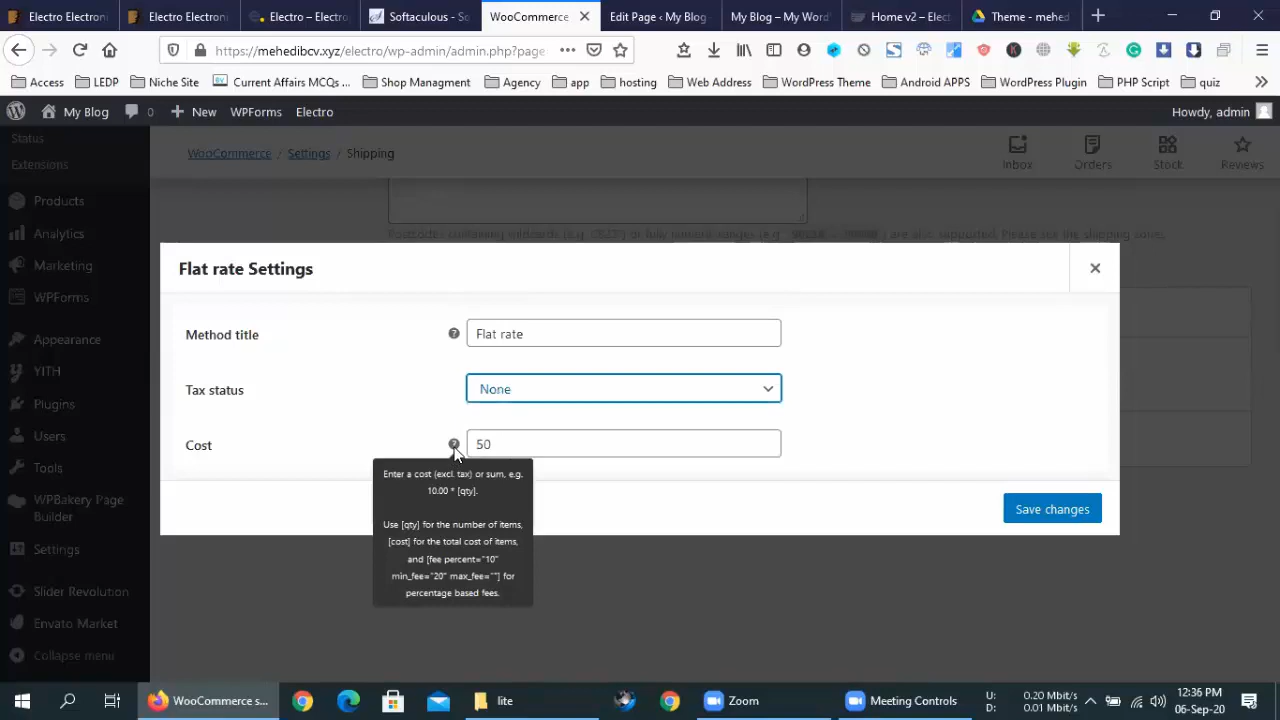 Electro Electroni
Electro Electroni
Electro – Electro
Softaculous - So
WooCommerce
Edit Page ‹ My Blog
My Blog – My Wor
Home v2 – Elect
Theme - mehed
https://mehedibcv.xyz/electro/wp-admin/admin.php?page
Access
LEDP
Niche Site
Current Affairs MCQs ...
Shop Managment
Agency
app
hosting
Web Address
WordPress Theme
Android APPS
WordPress Plugin
PHP Script
quiz
My Blog
0
New
WPForms
Electro
Howdy, admin
Status
Extensions
Products
Analytics
Marketing
WPForms
Appearance
YITH
Plugins
Users
Tools
WPBakery Page
Builder
Settings
Slider Revolution
Envato Market
Collapse menu
WooCommerce / Settings / Shipping
Inbox
Orders
Stock
Reviews
Flat rate Settings
Method title
Flat rate
Tax status
None
Cost
50
Enter a cost (excl. tax) or sum, e.g.
10.00 * [qty].
Use [qty] for the number of items,
[cost] for the total cost of items,
and [fee percent="10"
min_fee="20" max_fee=""] for
percentage based fees.
Save changes
WooCommerce s...
lite
Zoom
Meeting Controls
U: 0.20 Mbit/s
D: 0.01 Mbit/s
12:36 PM
06-Sep-20